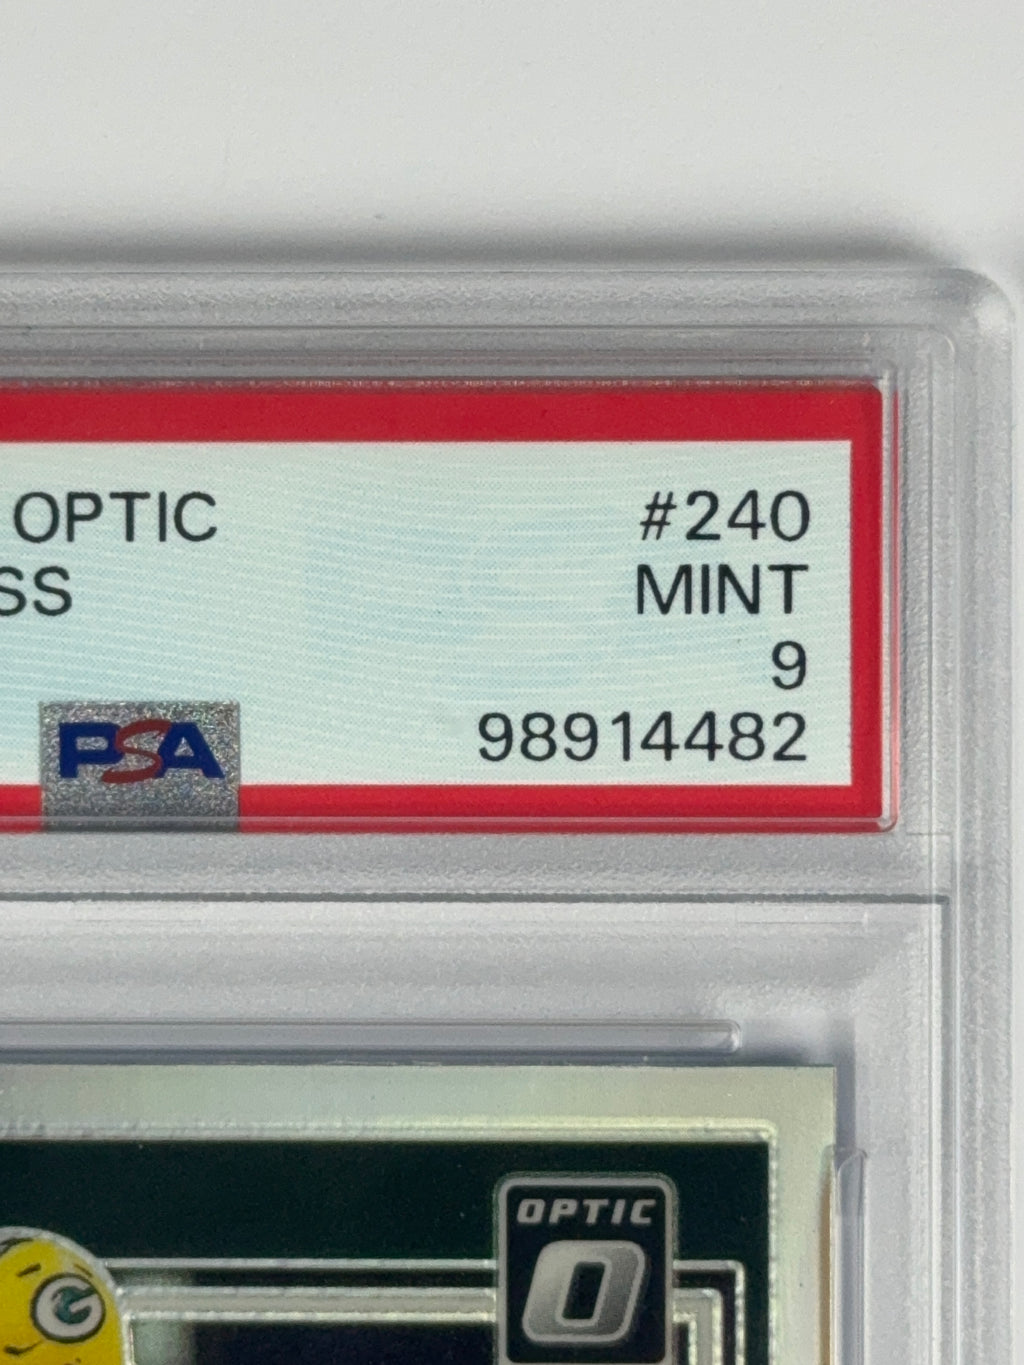 OPTIC #240
SS MINT
9
PSA 98914482
OPTIC
O
G